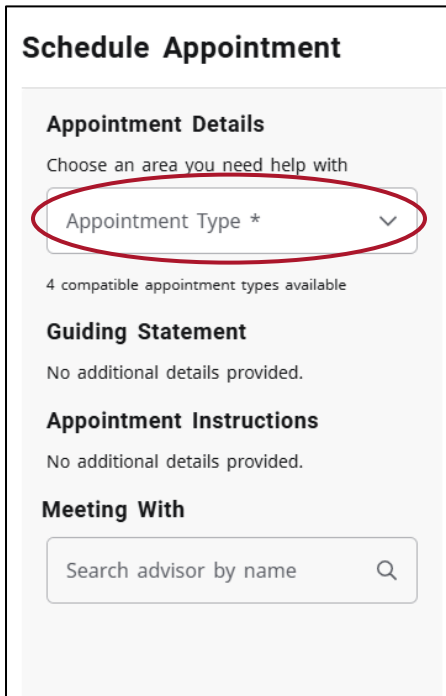 Schedule Appointment
Appointment Details
Choose an area you need help with
Appointment Type *
4 compatible appointment types available
Guiding Statement
No additional details provided.
Appointment Instructions
No additional details provided.
Meeting With
Search advisor by name